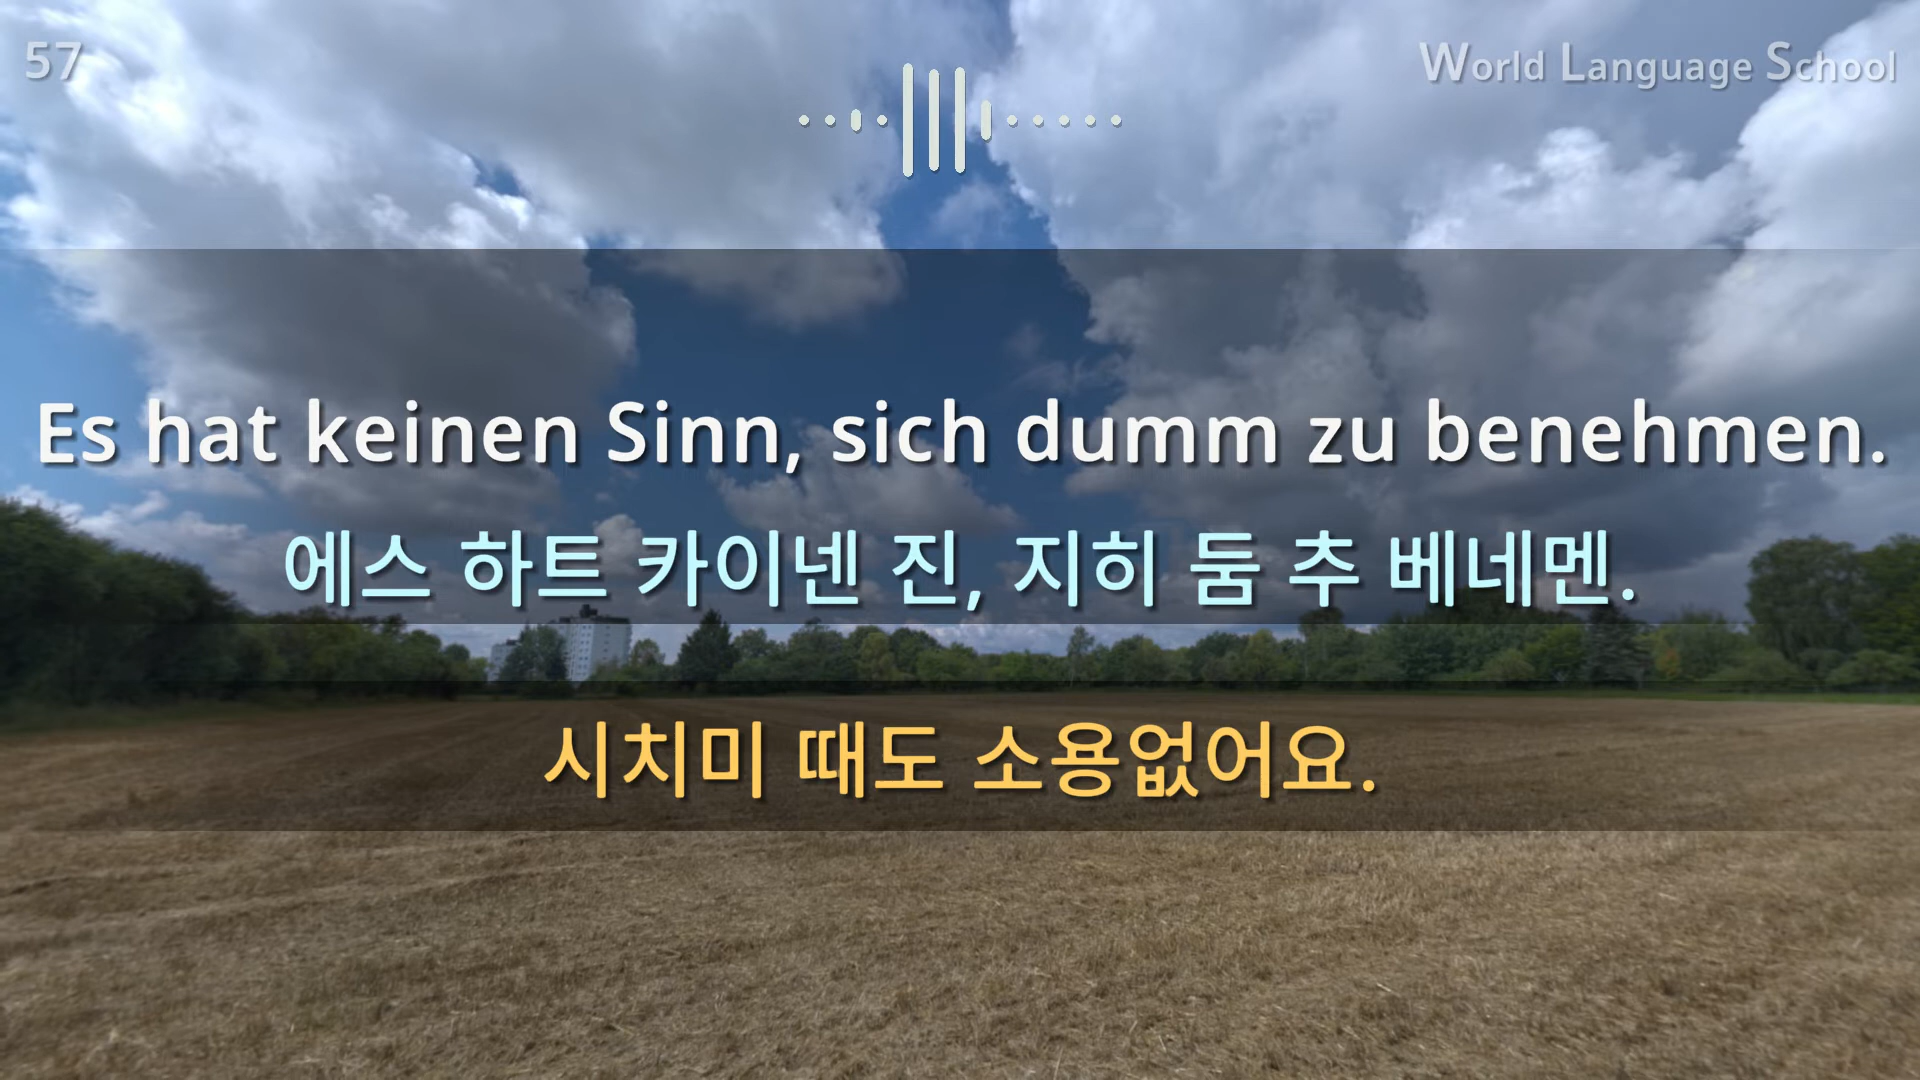 57
World Language School
Es hat keinen Sinn, sich dumm zu benehmen.
에스 하트 카이넨 진, 지히 둠 추 베네멘.
시치미 때도 소용없어요.